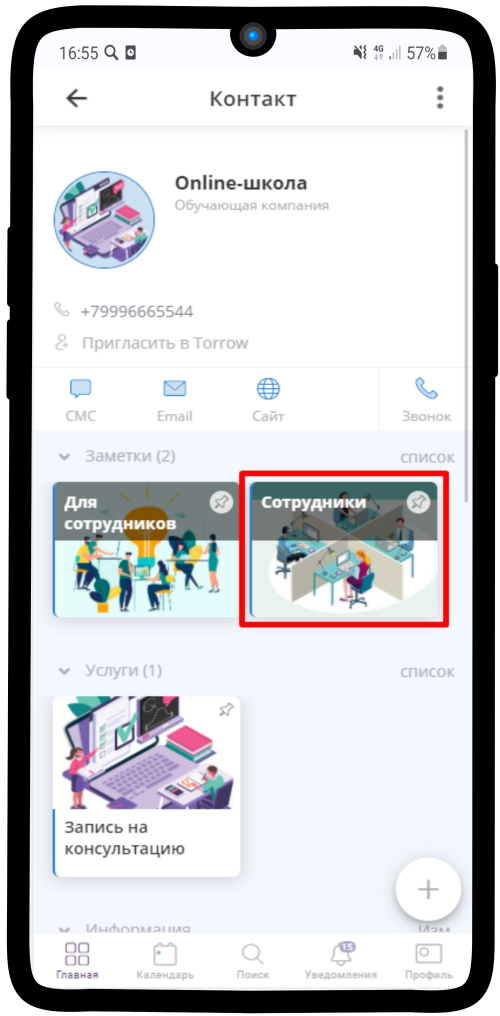 16:55
4G
57%
Контакт
Online-школа
Обучающая компания
+79996665544
Пригласить в Torrow
СМС
Email
Сайт
Звонок
Заметки (2)
список
Для
сотрудников
Сотрудники
Услуги (1)
список
Запись на
консультацию
Информация
Изм.
Главная
Календарь
Поиск
Уведомления
15
Профиль